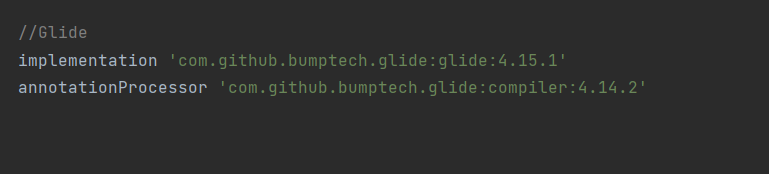 //Glide
implementation 'com.github.bumptech.glide:glide:4.15.1'
annotationProcessor 'com.github.bumptech.glide:compiler:4.14.2'